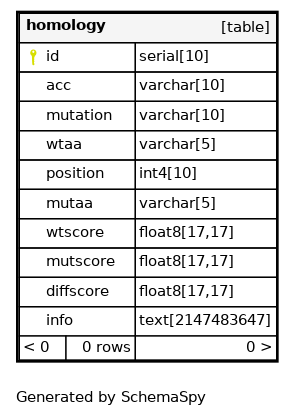 homology [table]
id serial[10]
acc varchar[10]
mutation varchar[10]
wtaa varchar[5]
position int4[10]
mutaa varchar[5]
wtscore float8[17,17]
mutscore float8[17,17]
diffscore float8[17,17]
info text[2147483647]
< 0 0 rows 0 >
Generated by SchemaSpy